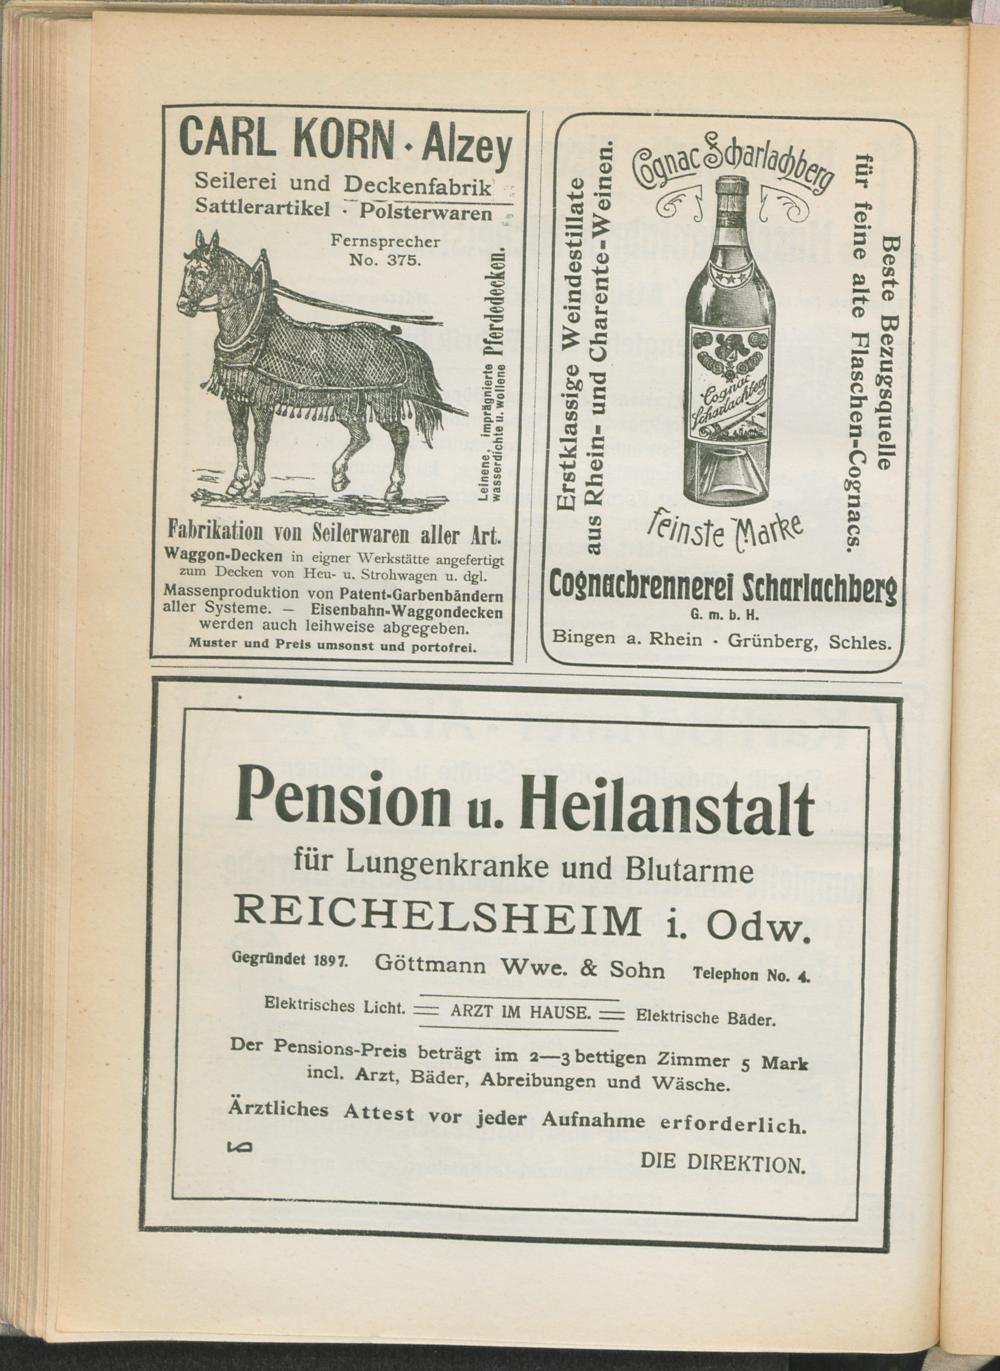 CARL KORN · Alzey
Seilerei und Deckenfabrik
Sattlerartikel · Polsterwaren
Fernsprecher
No. 375.
Leinene, imprägnierte
wasserdichte u. wollene Pferdedecken.
Fabrikation von Seilerwaren aller Art.
Waggon-Decken in eigner Werkstätte angefertigt
zum Decken von Heu- u. Strohwagen u. dgl.
Massenproduktion von Patent-Garbenbändern
aller Systeme. — Eisenbahn-Waggondecken
werden auch leihweise abgegeben.
Muster und Preis umsonst und portofrei.
Cognac Scharlachberg
Erstklassige Weindestillate
aus Rhein- und Charente-Weinen.
Cognac
Scharlachberg
Beste Bezugsquelle
für feine alte Flaschen-Cognacs.
feinste Marke
Cognacbrennerei Scharlachberg
G. m. b. H.
Bingen a. Rhein · Grünberg, Schles.
Pension u. Heilanstalt
für Lungenkranke und Blutarme
REICHELSHEIM i. Odw.
Gegründet 1897. Göttmann Wwe. & Sohn Telephon No. 4.
Elektrisches Licht. ARZT IM HAUSE. Elektrische Bäder.
Der Pensions-Preis beträgt im 2—3 bettigen Zimmer 5 Mark
incl. Arzt, Bäder, Abreibungen und Wäsche.
Ärztliches Attest vor jeder Aufnahme erforderlich.
DIE DIREKTION.